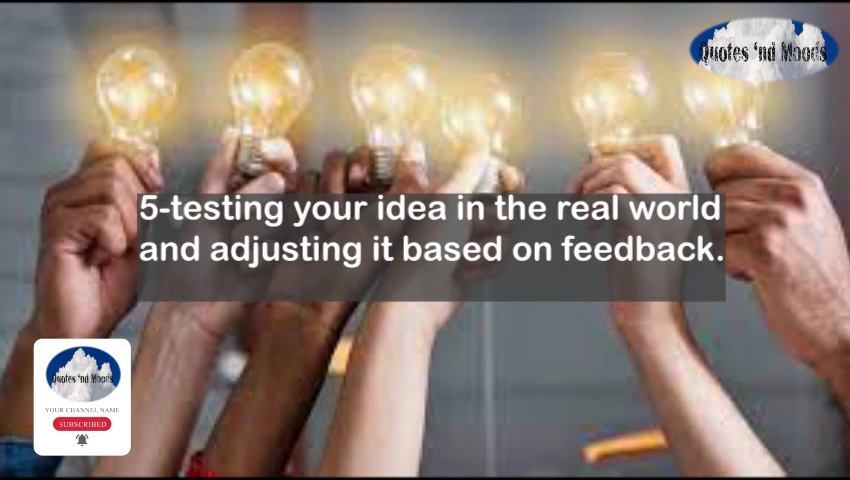 Quotes 'nd Moods
5-testing your idea in the real world
and adjusting it based on feedback.
Quotes 'nd Moods
YOUR CHANNEL NAME
SUBSCRIBED